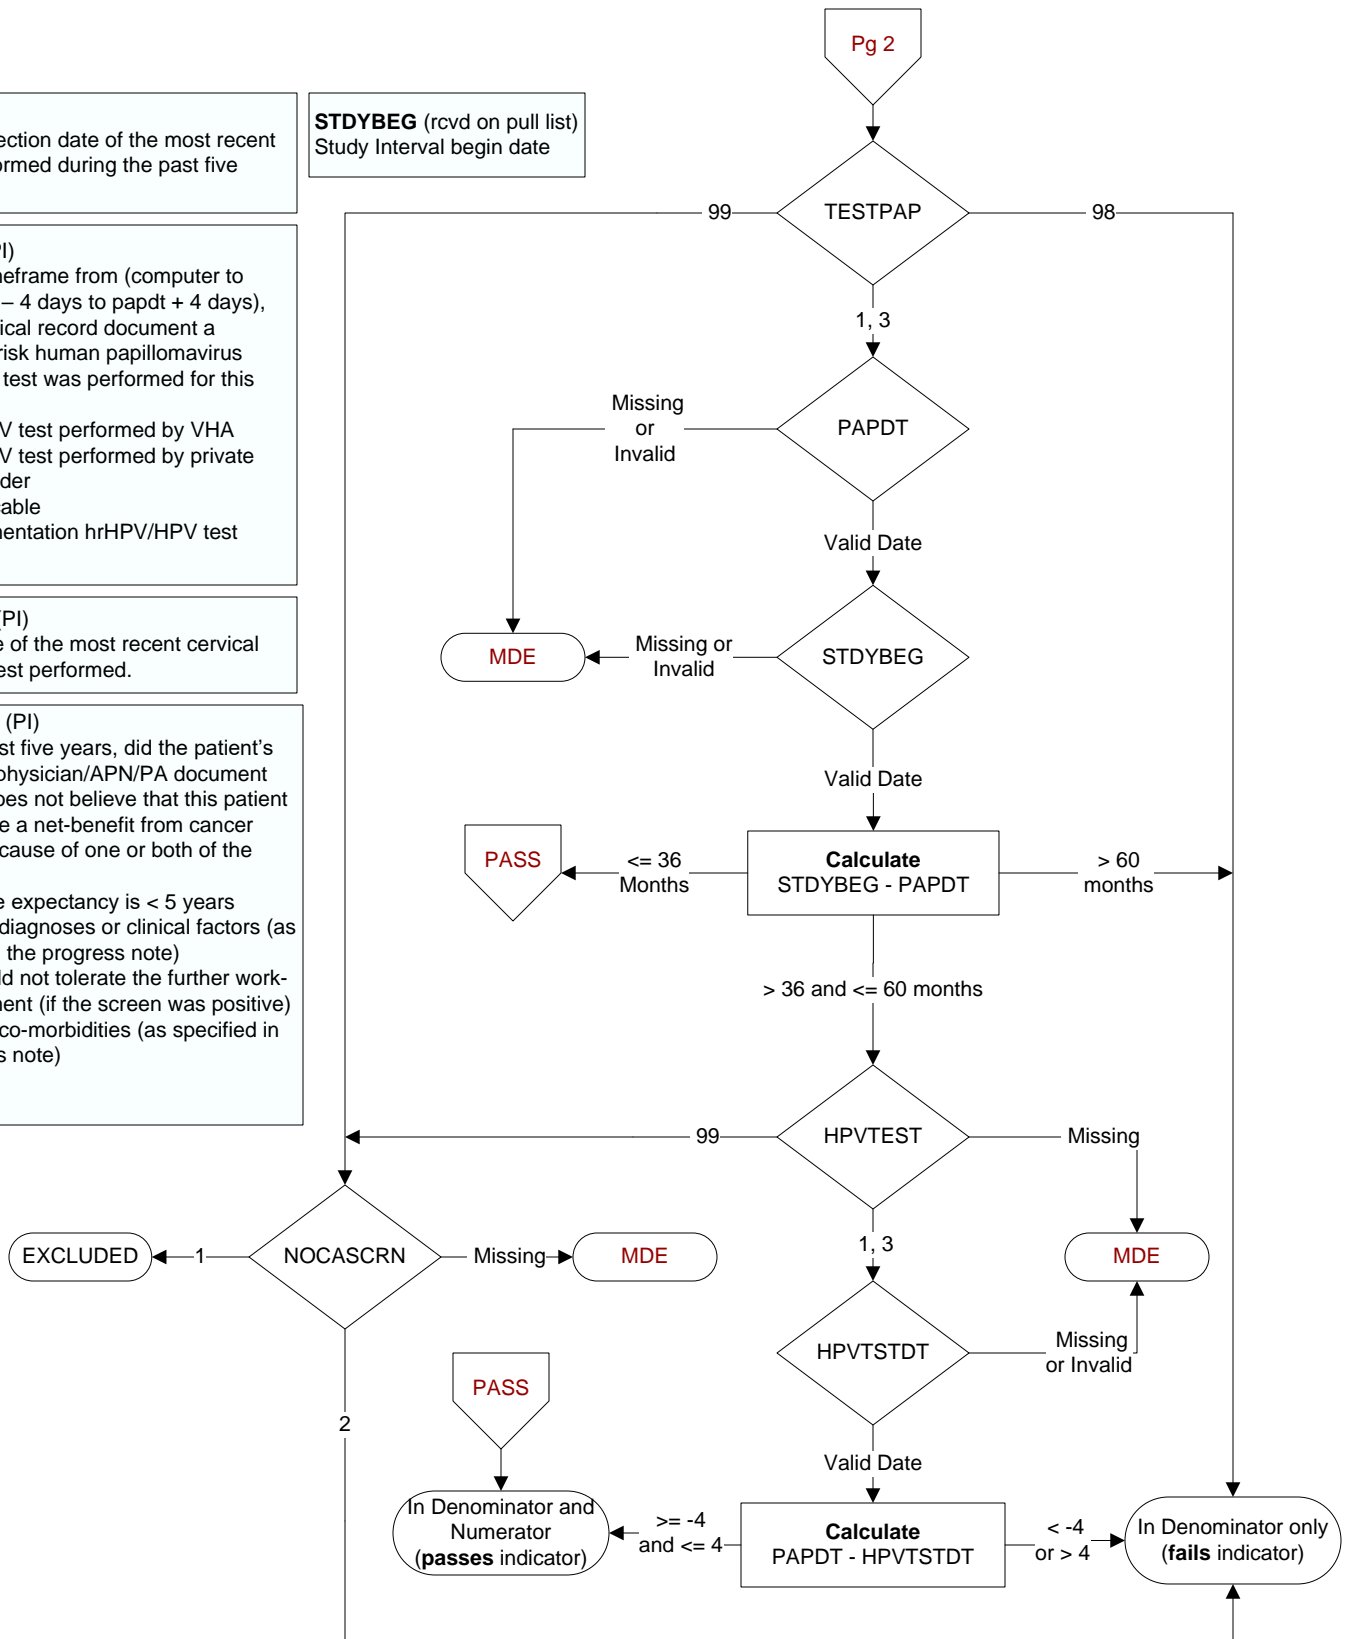 Pg 2
ection date of the most recent
ormed during the past five
STDYBEG (rcvd on pull list)
Study Interval begin date
PI)
neframe from (computer to
– 4 days to papdt + 4 days),
ical record document a
risk human papillomavirus
test was performed for this
V test performed by VHA
V test performed by private
der
cable
nentation hrHPV/HPV test
(PI)
e of the most recent cervical
est performed.
(PI)
st five years, did the patient's
physician/APN/PA document
oes not believe that this patient
e a net-benefit from cancer
cause of one or both of the
e expectancy is < 5 years
diagnoses or clinical factors (as
the progress note)
ld not tolerate the further work-
nent (if the screen was positive)
co-morbidities (as specified in
s note)
99
TESTPAP
98
1, 3
Missing
or
Invalid
PAPDT
Valid Date
MDE
Missing or
Invalid
STDYBEG
Valid Date
PASS
<= 36
Months
Calculate
STDYBEG - PAPDT
> 60
months
> 36 and <= 60 months
99
HPVTEST
Missing
EXCLUDED
1
NOCASCRN
Missing
MDE
1, 3
MDE
HPVTSTDT
Missing
or Invalid
PASS
2
Valid Date
In Denominator and
Numerator
(passes indicator)
>= -4
and <= 4
Calculate
PAPDT - HPVTSTDT
< -4
or > 4
In Denominator only
(fails indicator)